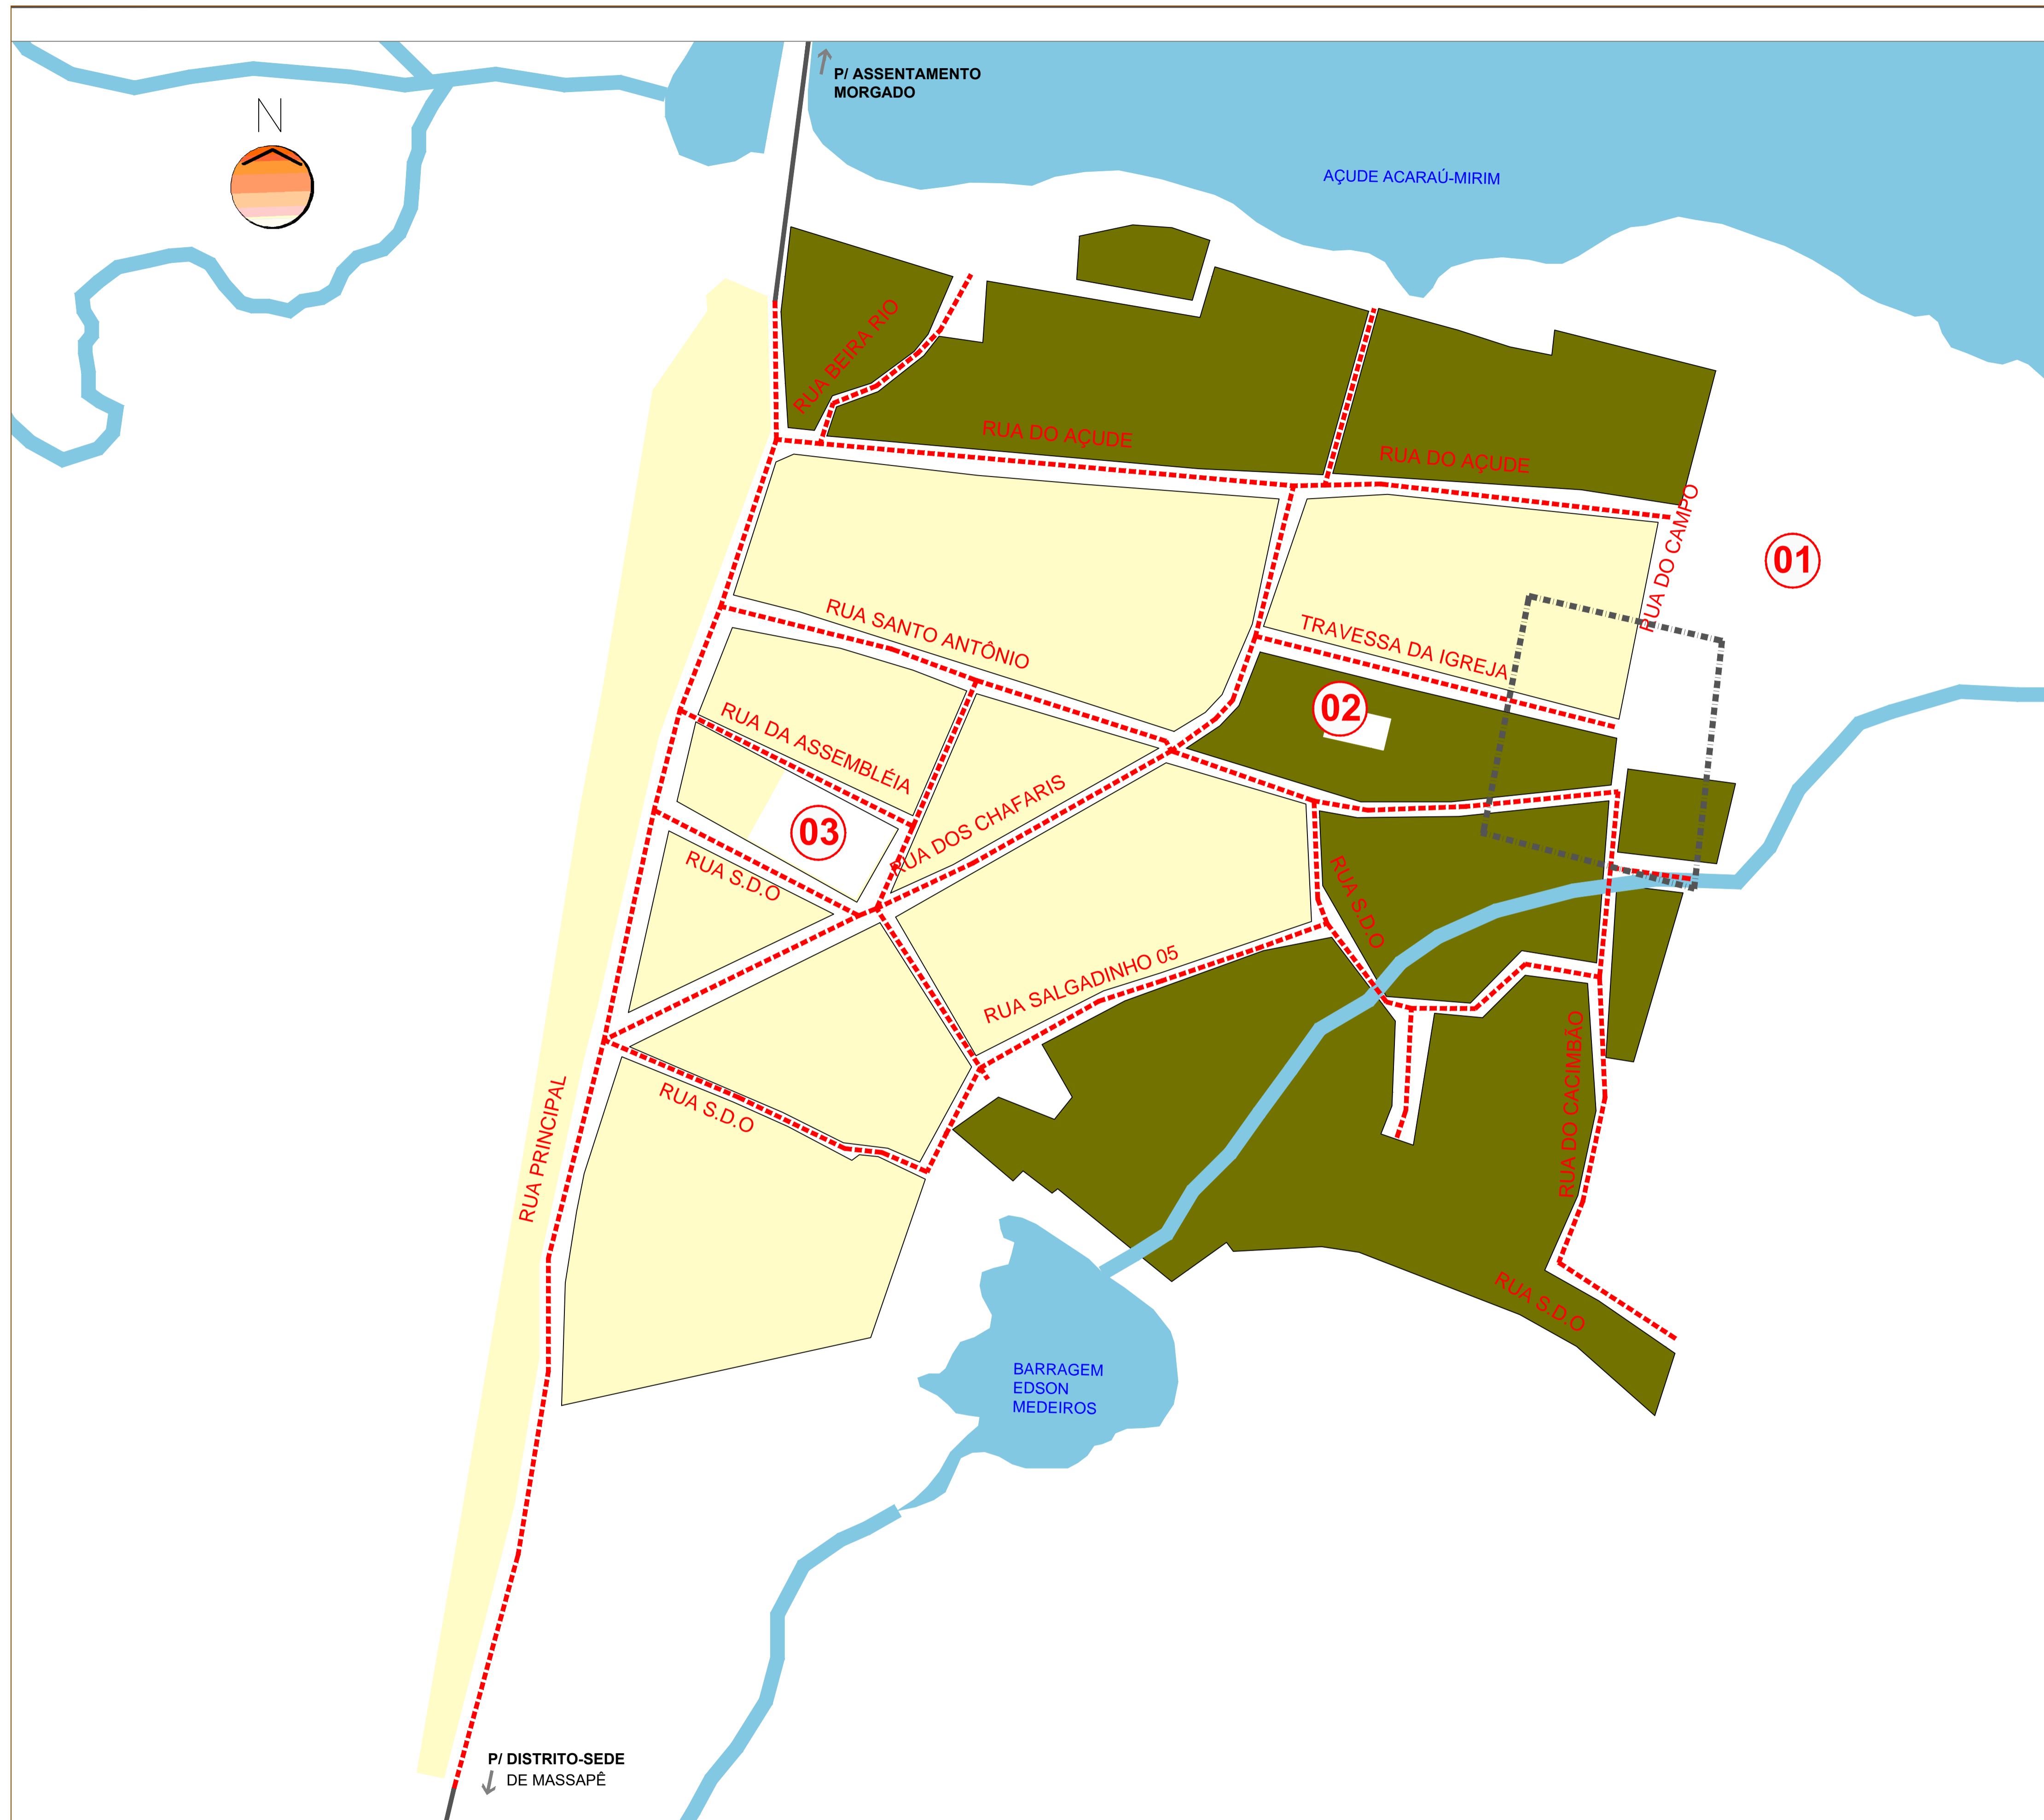 P/ ASSENTAMENTO
MORGADO
N
AÇUDE ACARAÚ-MIRIM
RUA BEIRA RIO
RUA DO AÇUDE
RUA DO AÇUDE
RUA DO CAMPO
01
RUA SANTO ANTÔNIO
TRAVESSA DA IGREJA
02
RUA DA ASSEMBLÉIA
RUA DOS CHAFARIS
03
RUA S.D.O
RUA S.D.O
RUA SALGADINHO 05
RUA DO CACIMBÃO
RUA S.D.O
RUA PRINCIPAL
RUA S.D.O
BARRAGEM
EDSON
MEDEIROS
P/ DISTRITO-SEDE
DE MASSAPÊ